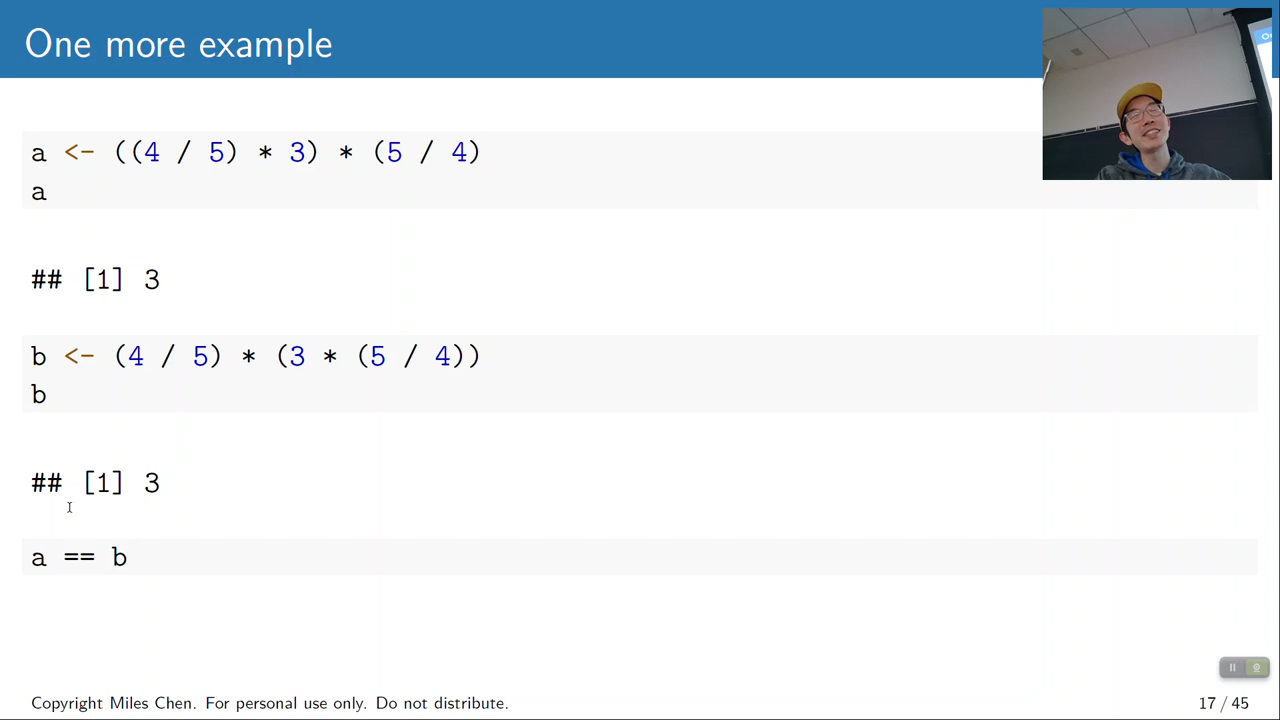 One more example
a <- ((4 / 5) * 3) * (5 / 4)
a
## [1] 3
b <- (4 / 5) * (3 * (5 / 4))
b
## [1] 3
a == b
Copyright Miles Chen. For personal use only. Do not distribute.
17 / 45